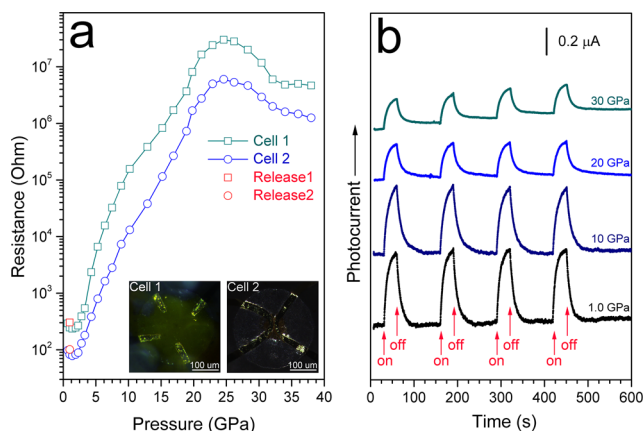 a
Resistance (Ohm)
10⁷
10⁶
10⁵
10⁴
10³
10²
Cell 1
Cell 2
Release1
Release2
Cell 1
100 um
Cell 2
100 um
0 5 10 15 20 25 30 35 40
Pressure (GPa)
b
0.2 μA
Photocurrent
30 GPa
20 GPa
10 GPa
1.0 GPa
off off off off
on on on on
0 100 200 300 400 500 600
Time (s)